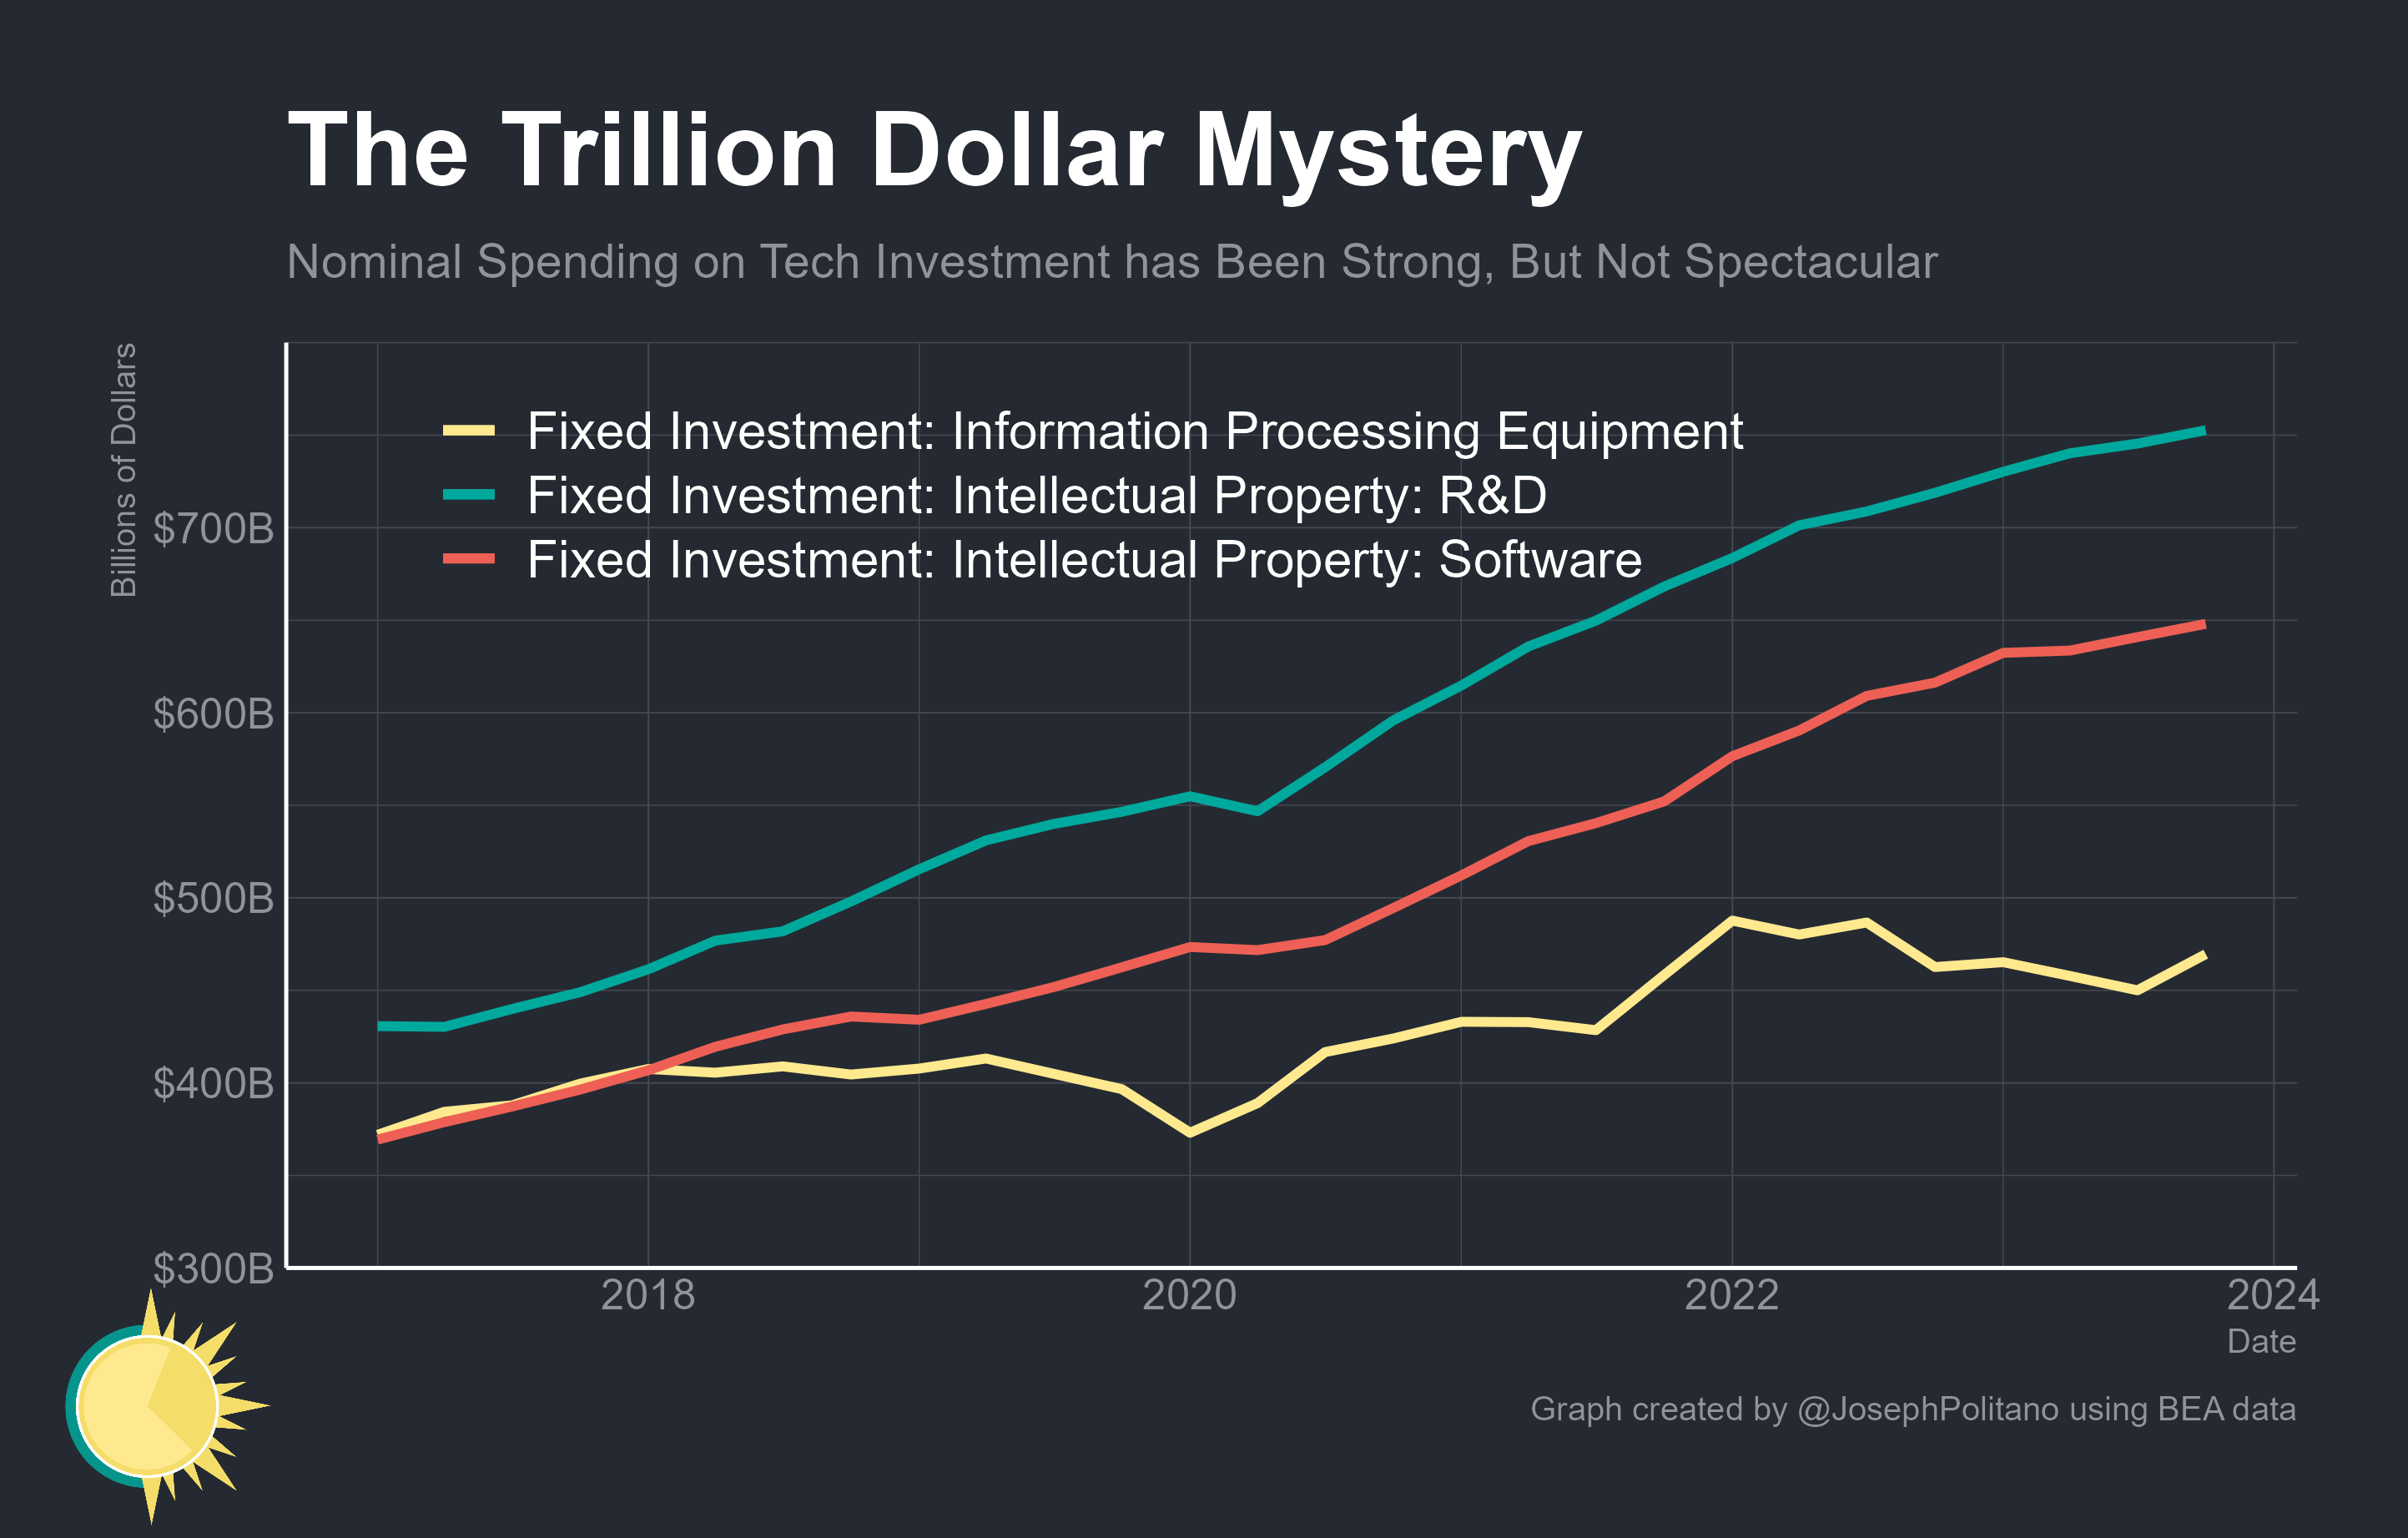 The Trillion Dollar Mystery
Nominal Spending on Tech Investment has Been Strong, But Not Spectacular
Billions of Dollars
Fixed Investment: Information Processing Equipment
Fixed Investment: Intellectual Property: R&D
Fixed Investment: Intellectual Property: Software
$700B
$600B
$500B
$400B
$300B
2018
2020
2022
2024
Date
Graph created by @JosephPolitano using BEA data